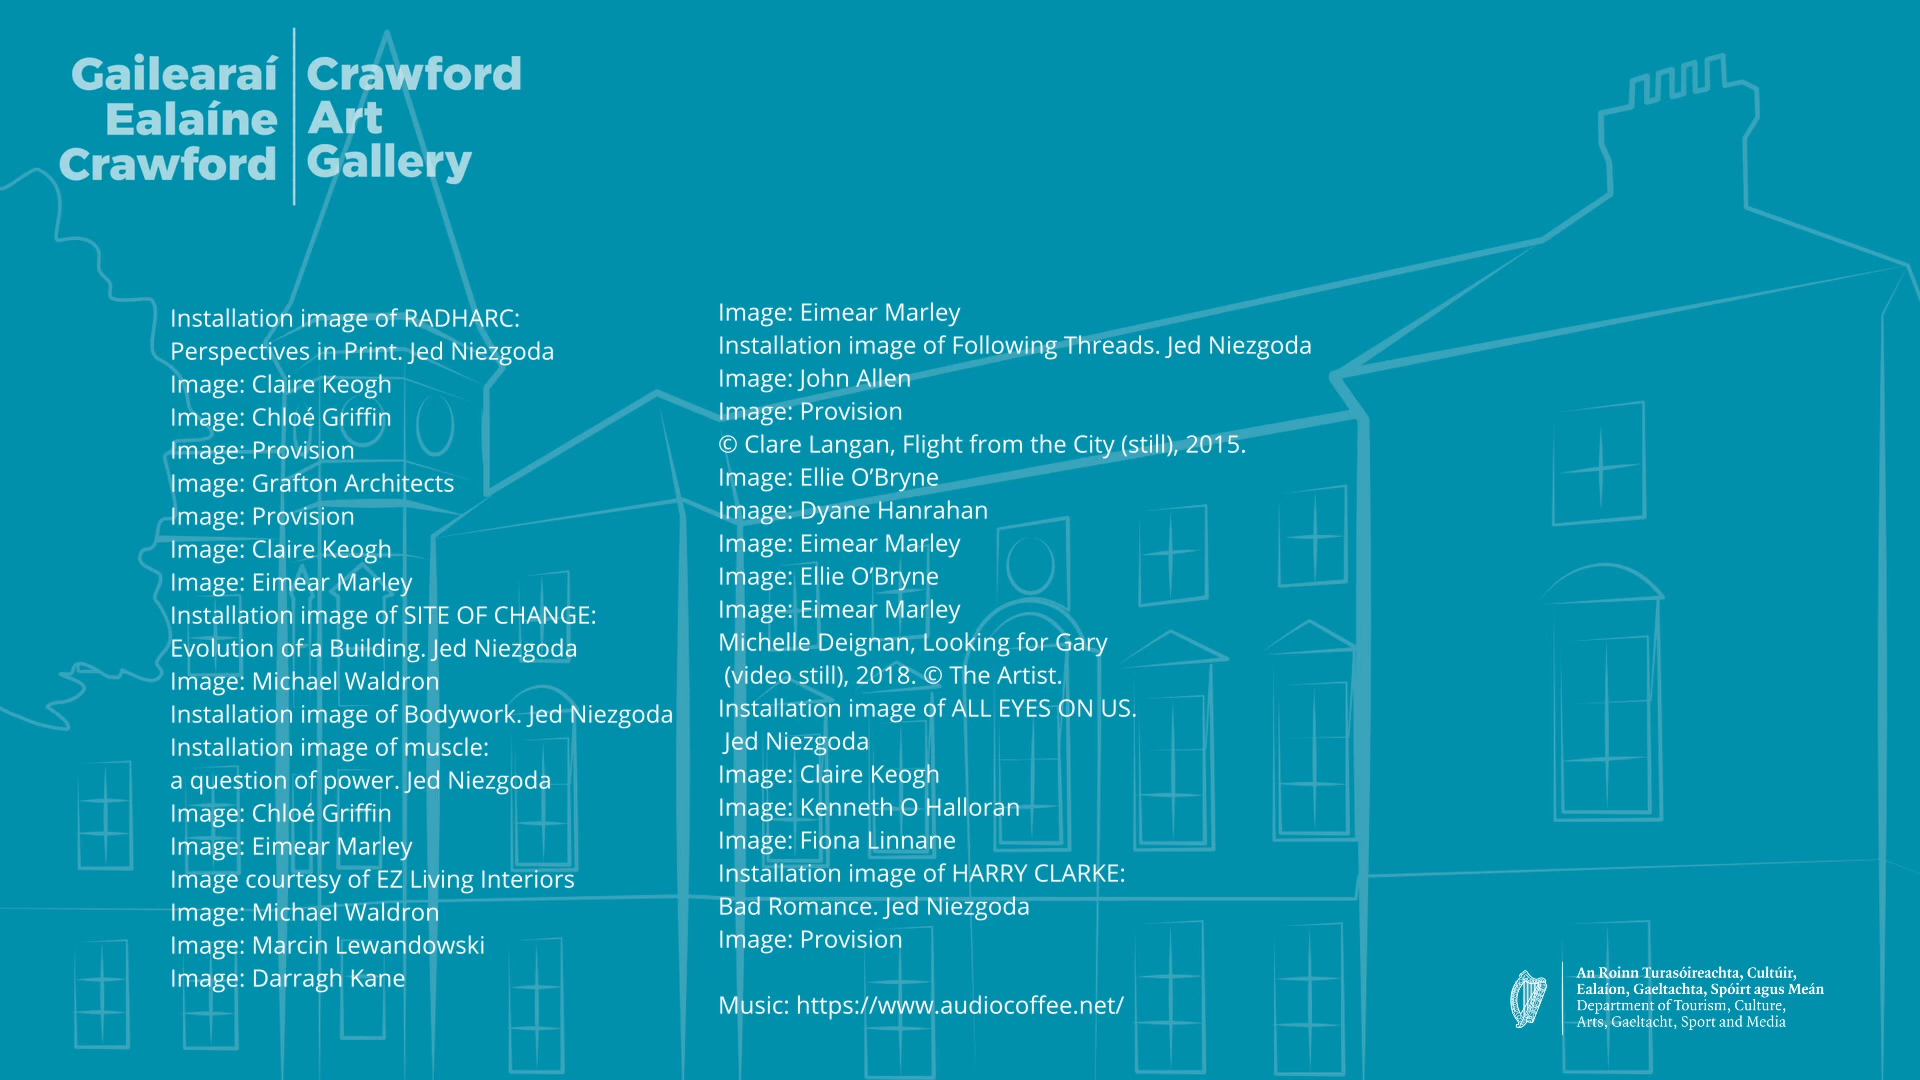 Gailearaí
Ealaíne
Crawford
Crawford
Art
Gallery
Installation image of RADHARC:
Perspectives in Print. Jed Niezgoda
Image: Claire Keogh
Image: Chloé Griffin
Image: Provision
Image: Grafton Architects
Image: Provision
Image: Claire Keogh
Image: Eimear Marley
Installation image of SITE OF CHANGE:
Evolution of a Building. Jed Niezgoda
Image: Michael Waldron
Installation image of Bodywork. Jed Niezgoda
Installation image of muscle:
a question of power. Jed Niezgoda
Image: Chloé Griffin
Image: Eimear Marley
Image courtesy of EZ Living Interiors
Image: Michael Waldron
Image: Marcin Lewandowski
Image: Darragh Kane
Image: Eimear Marley
Installation image of Following Threads. Jed Niezgoda
Image: John Allen
Image: Provision
© Clare Langan, Flight from the City (still), 2015.
Image: Ellie O’Bryne
Image: Dyane Hanrahan
Image: Eimear Marley
Image: Ellie O’Bryne
Image: Eimear Marley
Michelle Deignan, Looking for Gary
(video still), 2018. © The Artist.
Installation image of ALL EYES ON US.
Jed Niezgoda
Image: Claire Keogh
Image: Kenneth O Halloran
Image: Fiona Linnane
Installation image of HARRY CLARKE:
Bad Romance. Jed Niezgoda
Image: Provision
Music: https://www.audiocoffee.net/
An Roinn Turasóireachta, Cultúir,
Ealaíon, Gaeltachta, Spóirt agus Meán
Department of Tourism, Culture,
Arts, Gaeltacht, Sport and Media